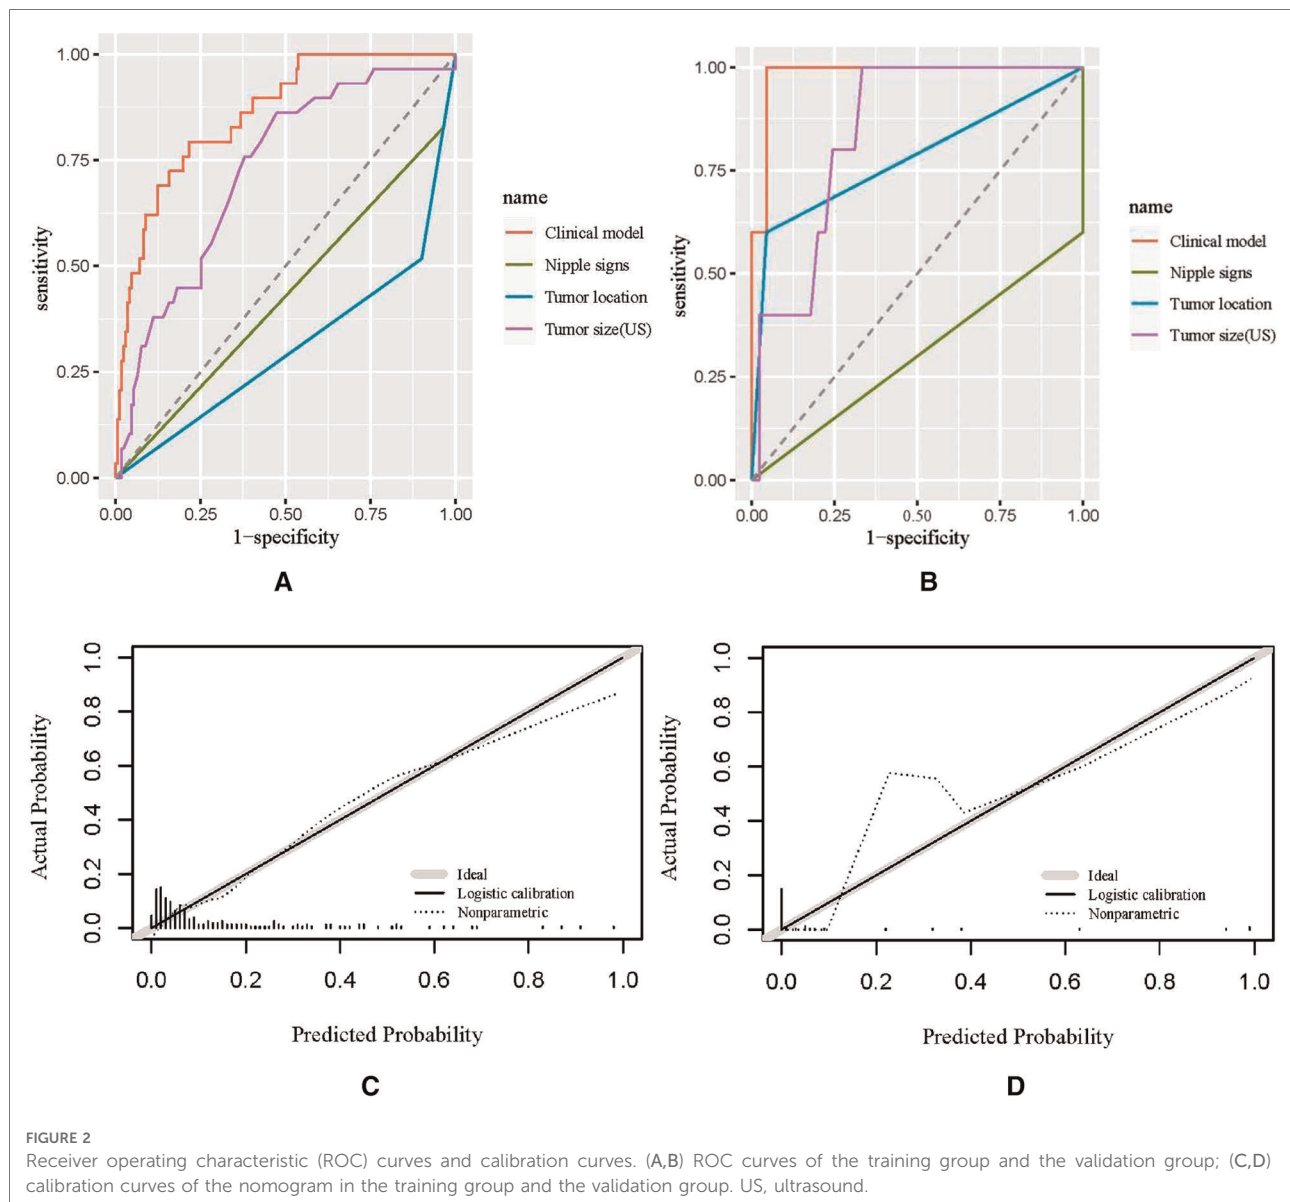 1.00
0.75
0.50
0.25
0.00
sensitivity
0.00 0.25 0.50 0.75 1.00
1−specificity
name
Clinical model
Nipple signs
Tumor location
Tumor size(US)
A
1.00
0.75
0.50
0.25
0.00
sensitivity
0.00 0.25 0.50 0.75 1.00
1−specificity
name
Clinical model
Nipple signs
Tumor location
Tumor size(US)
B
1.0
0.8
0.6
0.4
0.2
0.0
Actual Probability
Ideal
Logistic calibration
Nonparametric
0.0 0.2 0.4 0.6 0.8 1.0
Predicted Probability
C
1.0
0.8
0.6
0.4
0.2
0.0
Actual Probability
Ideal
Logistic calibration
Nonparametric
0.0 0.2 0.4 0.6 0.8 1.0
Predicted Probability
D
FIGURE 2
Receiver operating characteristic (ROC) curves and calibration curves. (A,B) ROC curves of the training group and the validation group; (C,D)
calibration curves of the nomogram in the training group and the validation group. US, ultrasound.